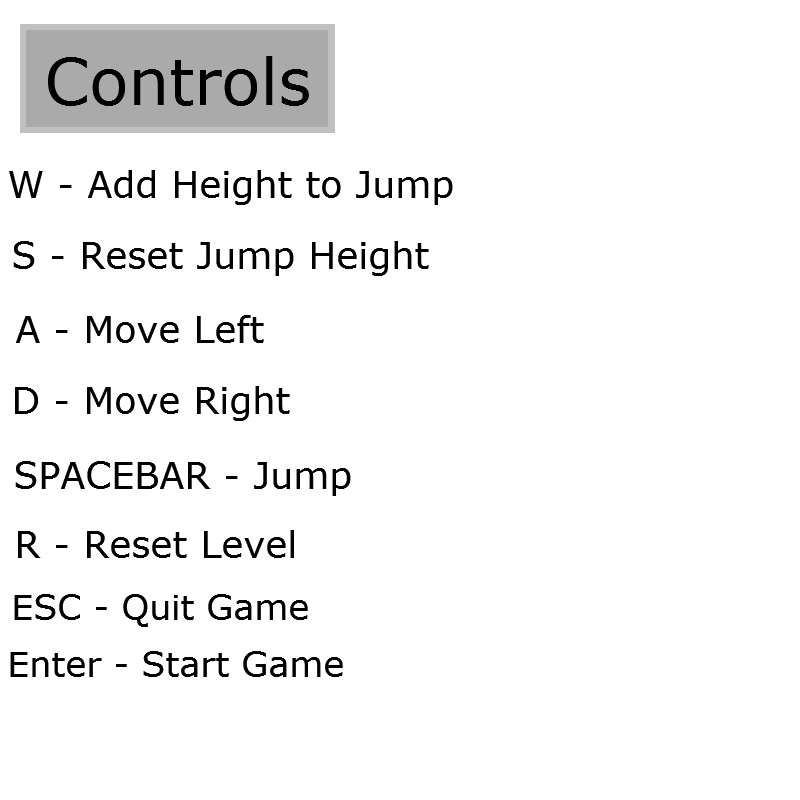 Controls
W - Add Height to Jump
S - Reset Jump Height
A - Move Left
D - Move Right
SPACEBAR - Jump
R - Reset Level
ESC - Quit Game
Enter - Start Game